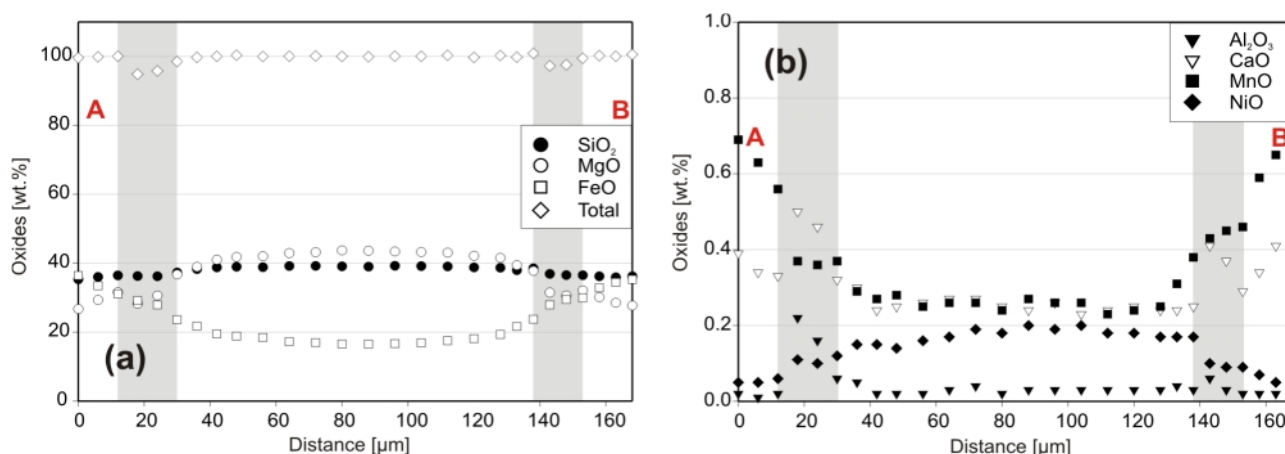 100
80
60
40
20
0
Oxides [wt.%]
A
B
SiO₂
MgO
FeO
Total
(a)
0 20 40 60 80 100 120 140 160
Distance [µm]
1.0
0.8
0.6
0.4
0.2
0.0
Oxides [wt.%]
(b)
Al₂O₃
CaO
MnO
NiO
A
B
0 20 40 60 80 100 120 140 160
Distance [µm]